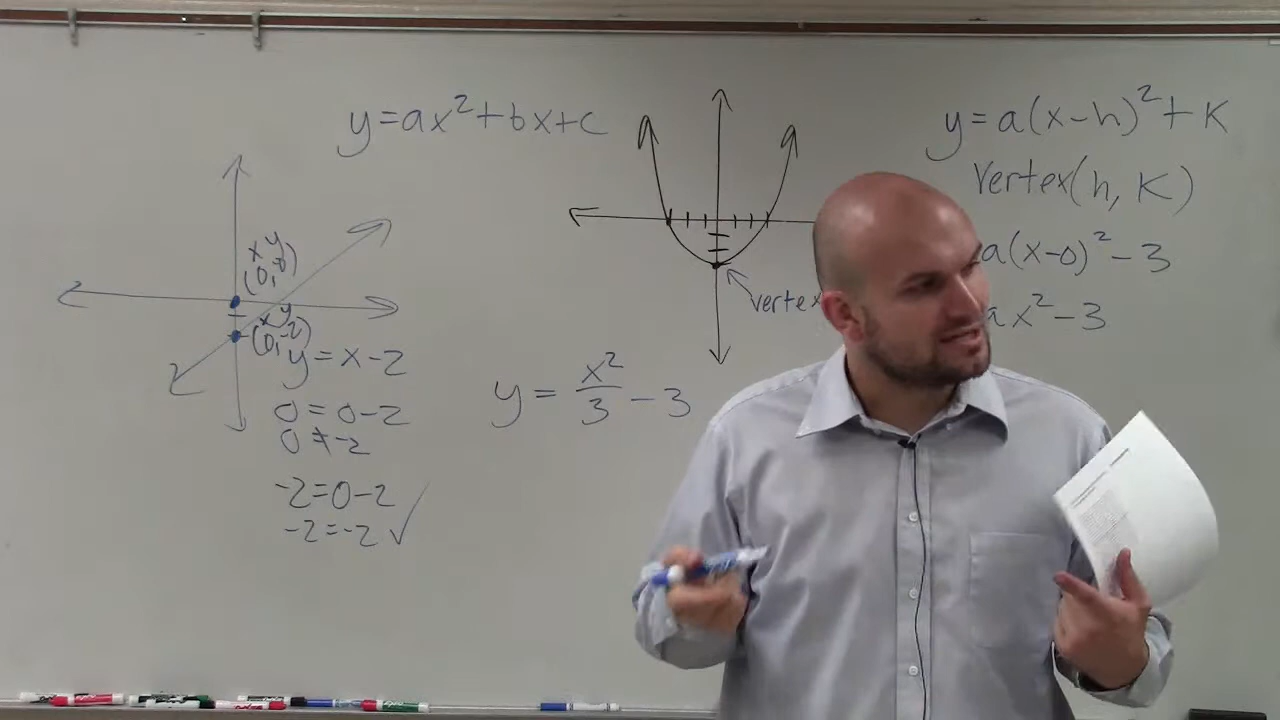 y=ax²+bx+c
x y
(0,0)
x y
(0,-2)
y=x-2
0=0-2
0≠-2
-2=0-2
-2=-2✓
vertex
y=x²/3-3
y=a(x-h)²+K
Vertex(h,K)
a(x-0)²-3
ax²-3